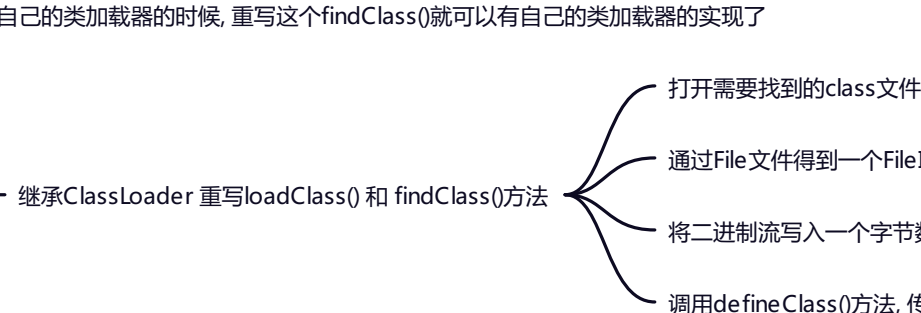 自己的类加载器的时候, 重写这个findClass()就可以有自己的类加载器的实现了
打开需要找到的class文件
通过File文件得到一个File
继承ClassLoader 重写loadClass() 和 findClass()方法
将二进制流写入一个字节
调用defineClass()方法,